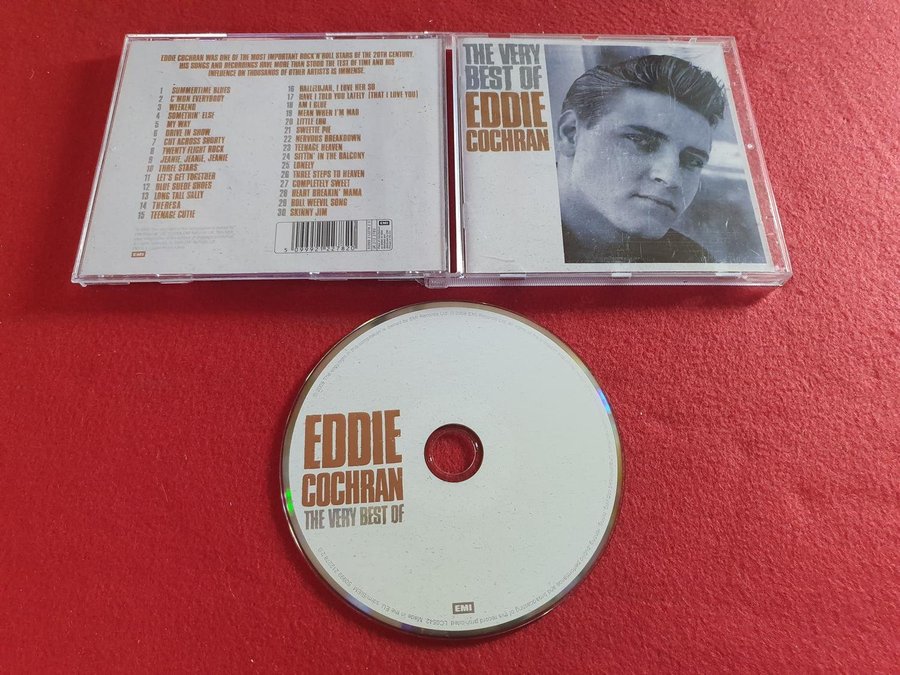 EDDIE COCHRAN WAS ONE OF THE MOST IMPORTANT ROCK'N'ROLL STARS OF THE 20TH CENTURY.
HIS SONGS AND RECORDINGS HAVE MORE THAN STOOD THE TEST OF TIME AND HIS
INFLUENCE ON THOUSANDS OF OTHER ARTISTS IS IMMENSE.
1 SUMMERTIME BLUES
2 C'MON EVERYBODY
3 WEEKEND
4 SOMETHIN' ELSE
5 MY WAY
6 DRIVE IN SHOW
7 CUT ACROSS SHORTY
8 TWENTY FLIGHT ROCK
9 JEANIE, JEANIE, JEANIE
10 THREE STARS
11 LET'S GET TOGETHER
12 BLUE SUEDE SHOES
13 LONG TALL SALLY
14 THERESA
15 TEENAGE CUTIE
16 HALLELUJAH, I LOVE HER SO
17 HAVE I TOLD YOU LATELY (THAT I LOVE YOU)
18 AM I BLUE
19 MEAN WHEN I'M MAD
20 LITTLE LOU
21 SWEETIE PIE
22 NERVOUS BREAKDOWN
23 TEENAGE HEAVEN
24 SITTIN' IN THE BALCONY
25 LONELY
26 THREE STEPS TO HEAVEN
27 COMPLETELY SWEET
28 HEART BREAKIN' MAMA
29 ROLL WEEVIL SONG
30 SKINNY JIM
EMI
EMI
THE VERY
BEST OF
EDDIE
COCHRAN
EDDIE
COCHRAN
THE VERY BEST OF
EMI
LC0542 Made in the EU.